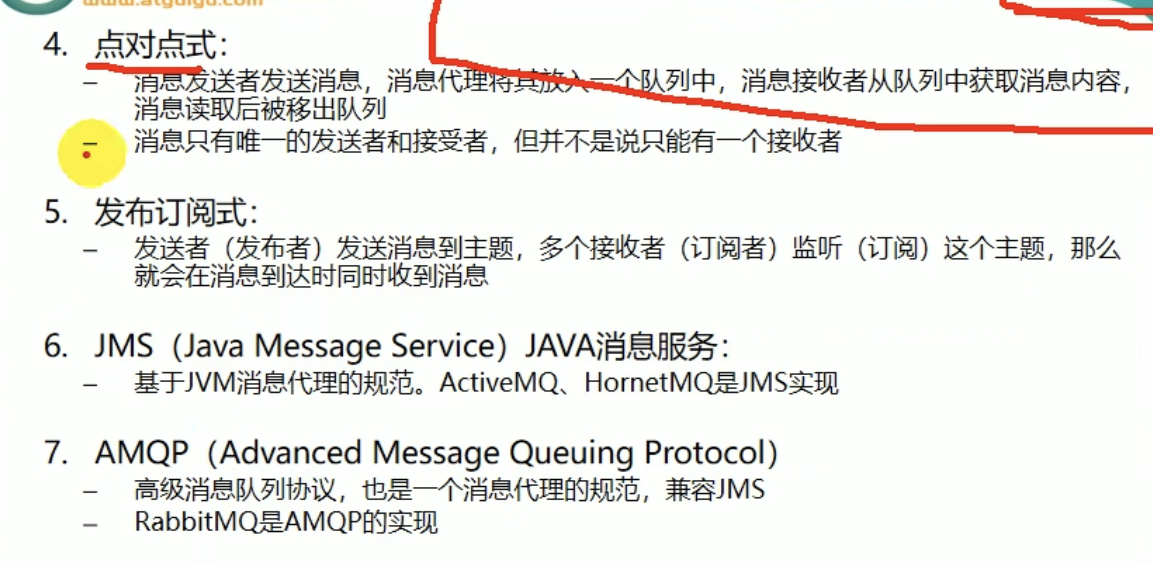 www.atguigu.com
4. 点对点式：
– 消息发送者发送消息，消息代理将其放入一个队列中，消息接收者从队列中获取消息内容，
消息读取后被移出队列
– 消息只有唯一的发送者和接受者，但并不是说只能有一个接收者
5. 发布订阅式：
– 发送者（发布者）发送消息到主题，多个接收者（订阅者）监听（订阅）这个主题，那么
就会在消息到达时同时收到消息
6. JMS（Java Message Service）JAVA消息服务：
– 基于JVM消息代理的规范。ActiveMQ、HornetMQ是JMS实现
7. AMQP（Advanced Message Queuing Protocol）
– 高级消息队列协议，也是一个消息代理的规范，兼容JMS
– RabbitMQ是AMQP的实现